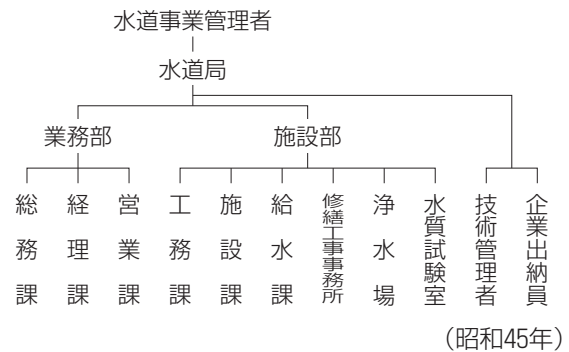 水道事業管理者
水道局
業務部
施設部
総務課
経理課
営業課
工務課
施設課
給水課
修繕工事事務所
浄水場
水質試験室
技術管理者
企業出納員
（昭和45年）